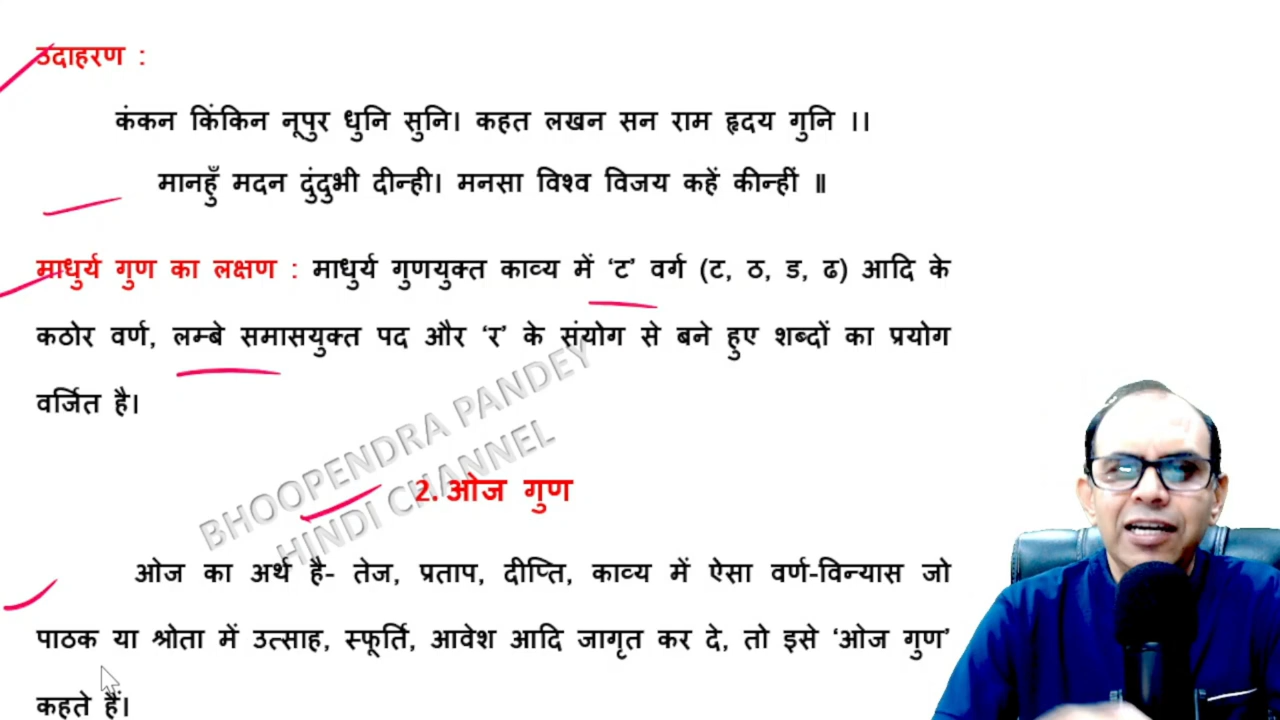 उदाहरण :
कंकन किंकिन नूपुर धुनि सुनि। कहत लखन सन राम हृदय गुनि ।।
मानहुँ मदन दुंदुभी दीन्ही। मनसा विश्व विजय कहें कीन्हीं ॥
माधुर्य गुण का लक्षण : माधुर्य गुणयुक्त काव्य में ‘ट’ वर्ग (ट, ठ, ड, ढ) आदि के
कठोर वर्ण, लम्बे समासयुक्त पद और ‘र’ के संयोग से बने हुए शब्दों का प्रयोग
वर्जित है।
BHOOPENDRA PANDEY
HINDI CHANNEL
2. ओज गुण
ओज का अर्थ है- तेज, प्रताप, दीप्ति, काव्य में ऐसा वर्ण-विन्यास जो
पाठक या श्रोता में उत्साह, स्फूर्ति, आवेश आदि जागृत कर दे, तो इसे ‘ओज गुण’
कहते हैं।